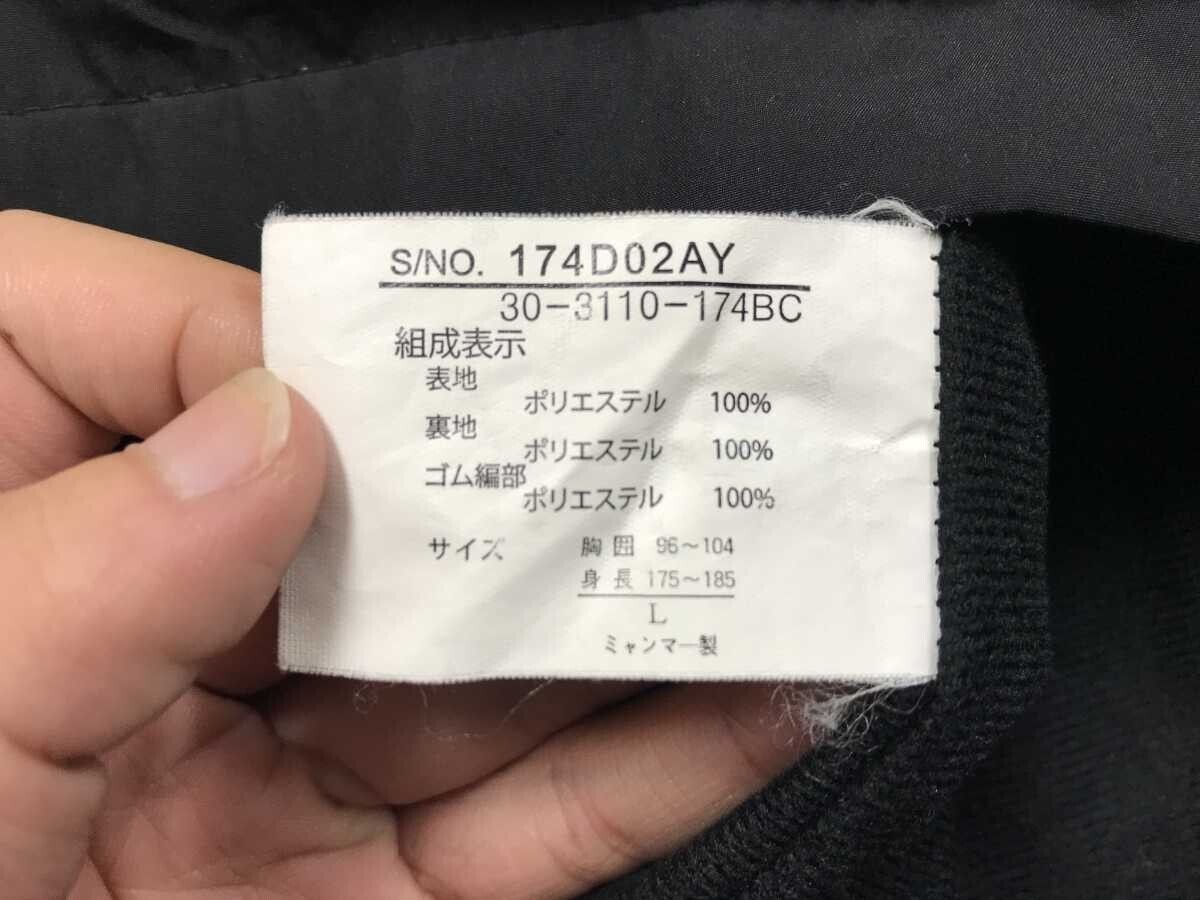 S/NO. 174D02AY
30-3110-174BC
組成表示
表地
ポリエステル 100%
裏地
ポリエステル 100%
ゴム編部
ポリエステル 100%
サイズ 胸囲 96〜104
身長 175〜185
L
ミャンマー製